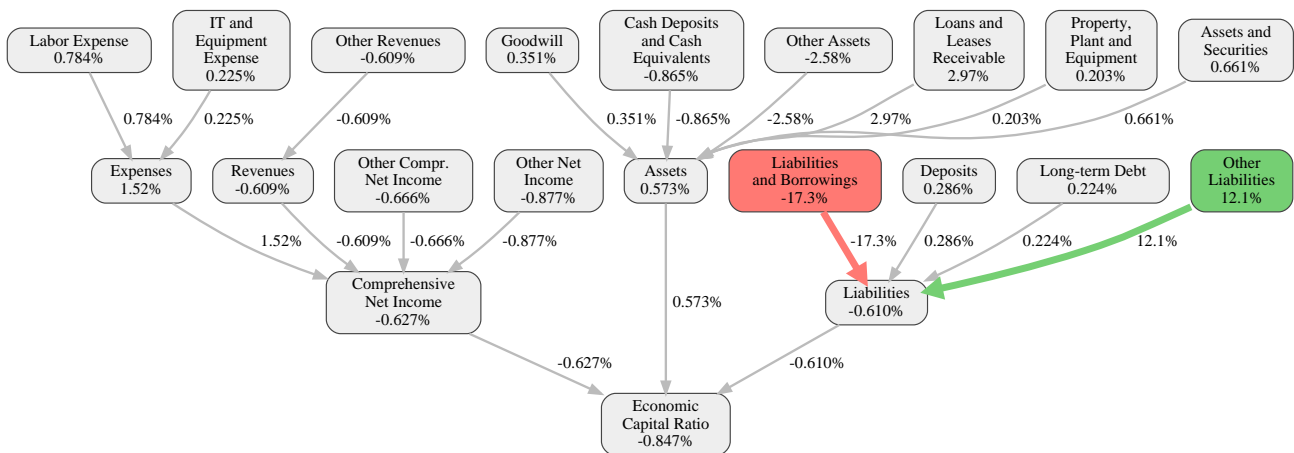 Labor Expense
0.784%
IT and
Equipment
Expense
0.225%
Other Revenues
-0.609%
Goodwill
0.351%
Cash Deposits
and Cash
Equivalents
-0.865%
Other Assets
-2.58%
Loans and
Leases
Receivable
2.97%
Property,
Plant and
Equipment
0.203%
Assets and
Securities
0.661%
0.784%
0.225%
-0.609%
0.351%
-0.865%
-2.58%
2.97%
0.203%
0.661%
Expenses
1.52%
Revenues
-0.609%
Other Compr.
Net Income
-0.666%
Other Net
Income
-0.877%
Assets
0.573%
Liabilities
and Borrowings
-17.3%
Deposits
0.286%
Long-term Debt
0.224%
Other
Liabilities
12.1%
1.52%
-0.609%
-0.666%
-0.877%
-17.3%
0.286%
0.224%
12.1%
Comprehensive
Net Income
-0.627%
0.573%
Liabilities
-0.610%
-0.627%
-0.610%
Economic
Capital Ratio
-0.847%